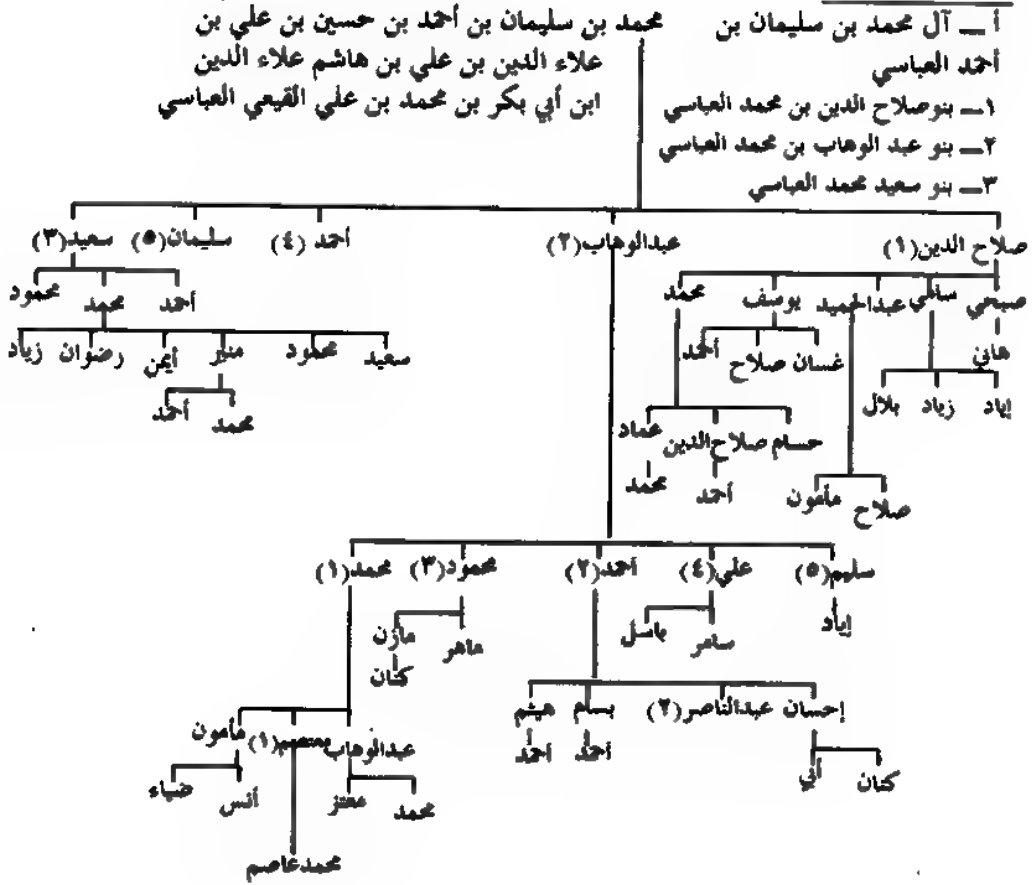 أ ــ آل محمد بن سليمان بن
أحمد العباسي
١ــ بنو صلاح الدين بن محمد العباسي
٢ــ بنو عبد الوهاب بن محمد العباسي
٣ــ بنو سعيد محمد العباسي
محمد بن سليمان بن أحمد بن حسين بن علي بن
علاء الدين بن علي بن هاشم علاء الدين
ابن أبي بكر بن محمد بن علي القيعي العباسي
صلاح الدين (١) عبدالوهاب (٢) أحمد (٤) سليمان (٥) سعيد (٣)
صبحي سامي عبدالحميد يوسف محمد
أحمد محمد محمود
هاني
غسان صلاح أحمد
سعيد محمود منير أيمن رضوان زياد
إياد زياد بلال
محمد أحمد
حسام صلاح الدين عماد
أحمد محمد
صلاح مأمون
سليم (٥) علي (٤) أحمد (٢) محمود (٣) محمد (١)
إياد
سامر باسل
ماهر مازن
كنان
إحسان عبدالناصر (٢) بسام هيثم
كنان أبي
أحمد أحمد
عبدالوهاب معتصم (١) مأمون
محمد معتز
أنس ضياء
محمد عاصم